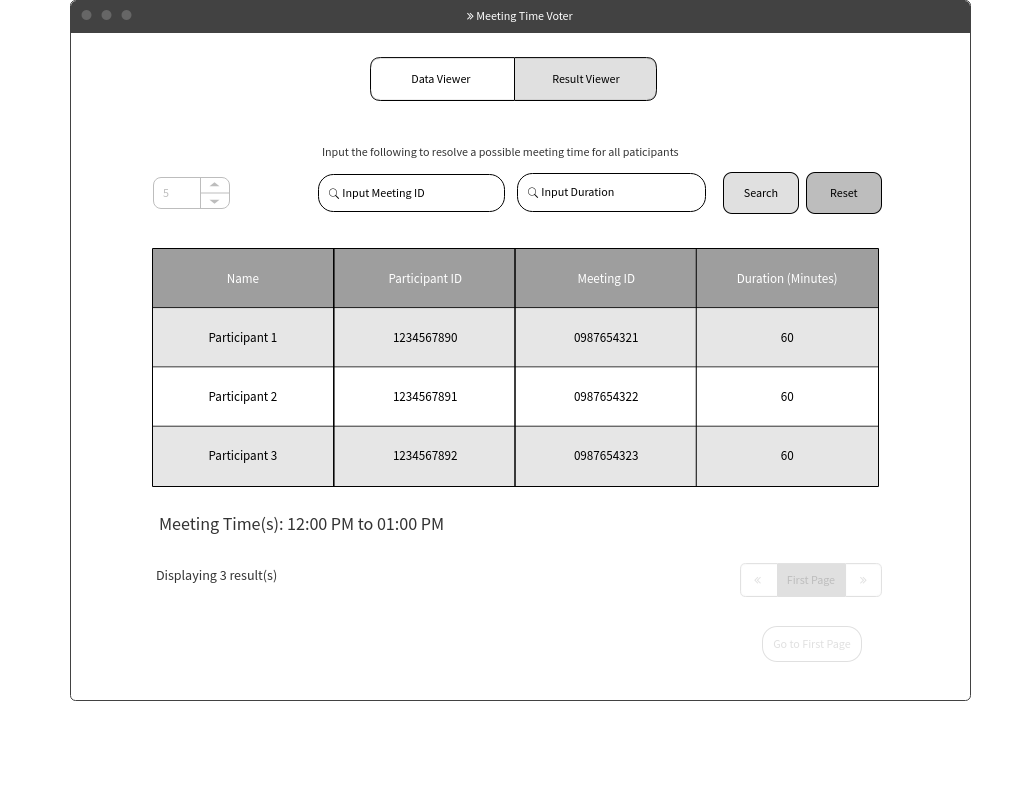 » Meeting Time Voter
Data Viewer Result Viewer
Input the following to resolve a possible meeting time for all paticipants
5 Input Meeting ID Input Duration Search Reset
Name Participant ID Meeting ID Duration (Minutes)
Participant 1 1234567890 0987654321 60
Participant 2 1234567891 0987654322 60
Participant 3 1234567892 0987654323 60
Meeting Time(s): 12:00 PM to 01:00 PM
Displaying 3 result(s) « First Page »
Go to First Page